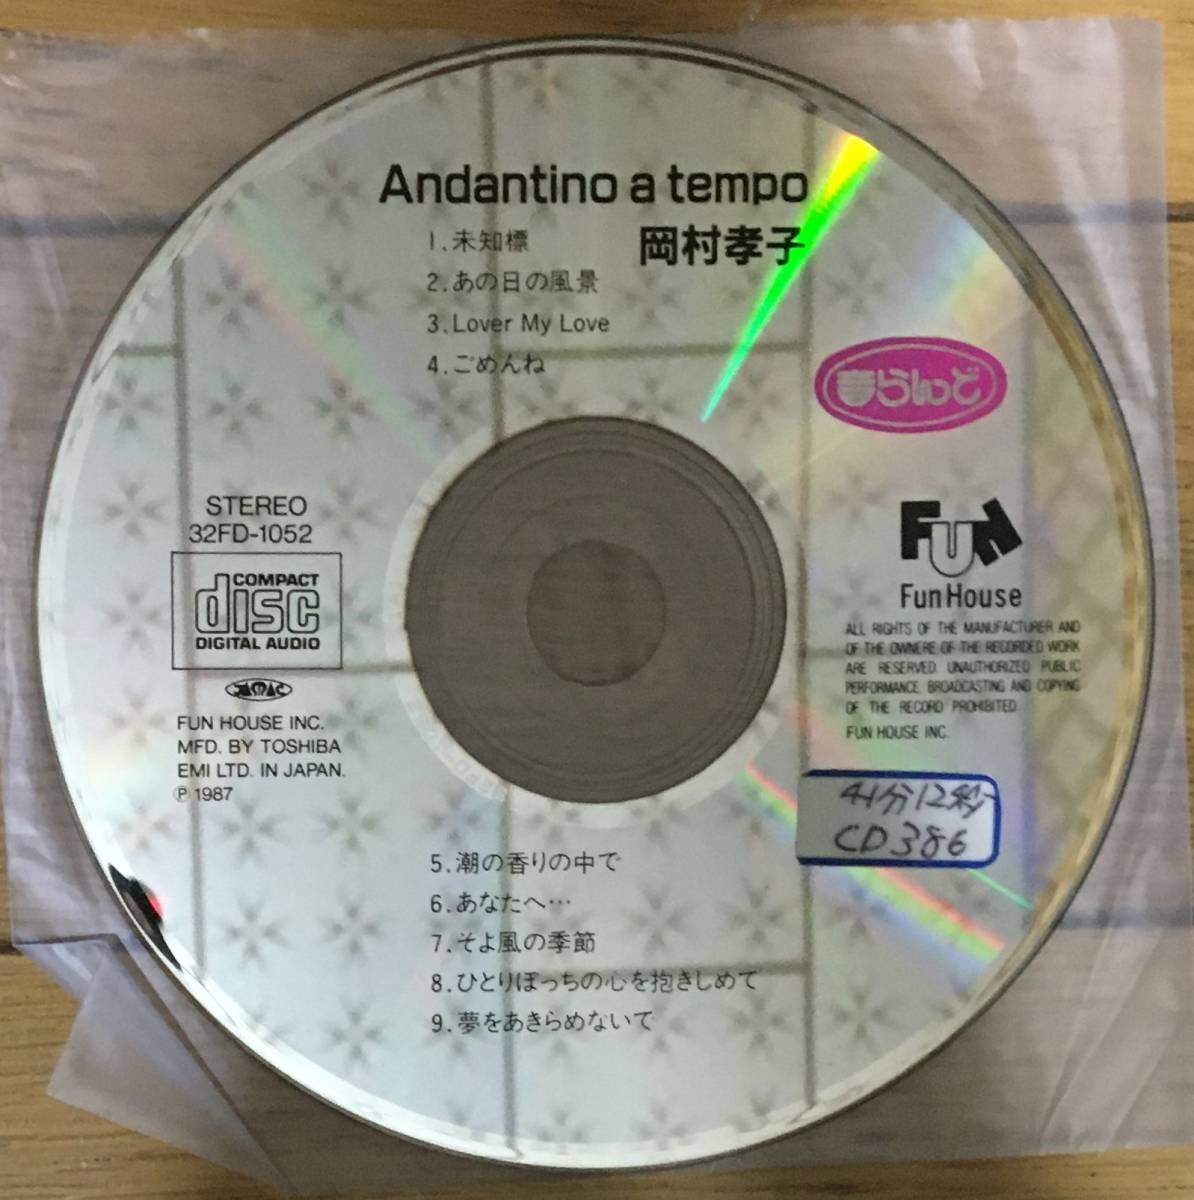 Andantino a tempo
岡村孝子
1.未知標
2.あの日の風景
3.Lover My Love
4.ごめんね
らんど
STEREO
32FD-1052
COMPACT
disc
DIGITAL AUDIO
JASRAC
FUN HOUSE INC.
MFD. BY TOSHIBA
EMI LTD. IN JAPAN.
Ⓟ 1987
Fun
Fun House
ALL RIGHTS OF THE MANUFACTURER AND
OF THE OWNERE OF THE RECORDED WORK
ARE RESERVED UNAUTHORIZED PUBLIC
PERFORMANCE, BROADCASTING AND COPYING
OF THE RECORD PROHIBITED
FUN HOUSE INC.
41分12秒
CD386
5.潮の香りの中で
6.あなたへ…
7.そよ風の季節
8.ひとりぼっちの心を抱きしめて
9.夢をあきらめないで